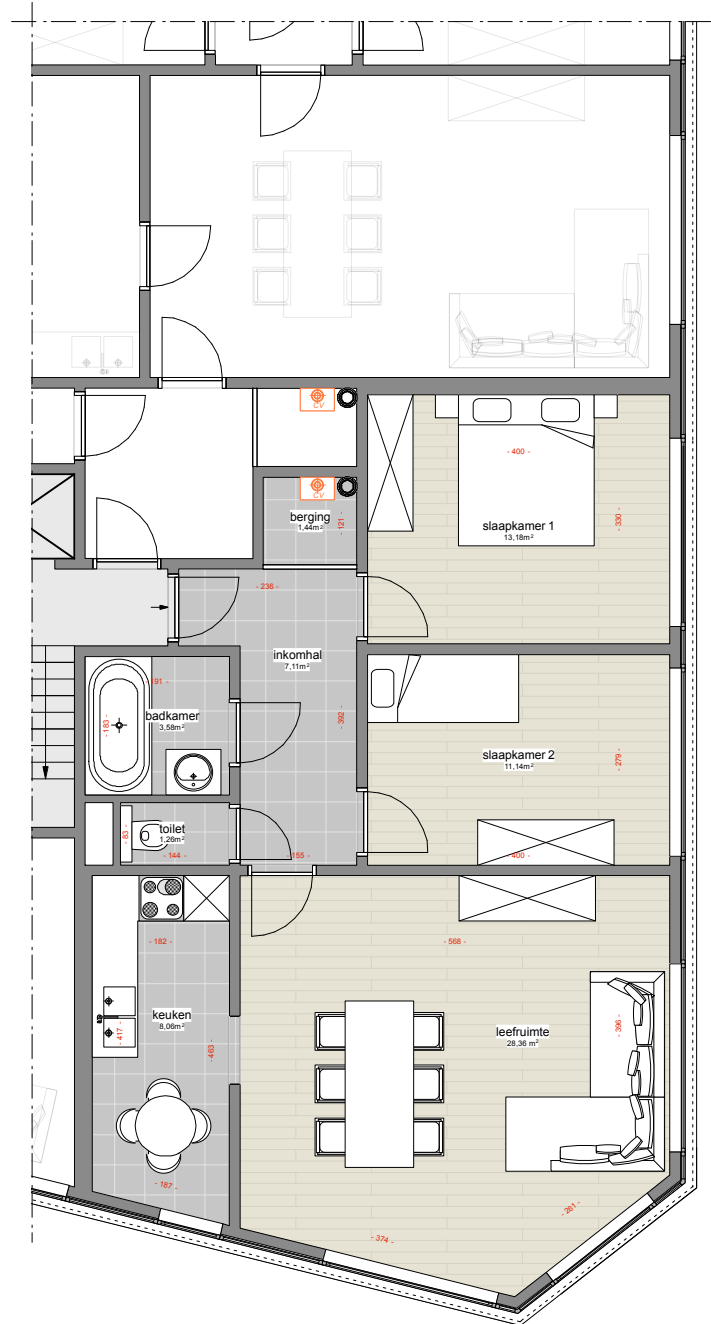 CV
- 400 -
CV
berging
1,44m²
- 121 -
slaapkamer 1
13,18m²
- 330 -
- 236 -
inkomhal
7,11m²
- 191 -
- 183 -
badkamer
3,58m²
- 392 -
slaapkamer 2
11,14m²
- 279 -
toilet
1,26m²
- 83 -
- 144 -
- 155 -
- 400 -
- 182 -
- 568 -
keuken
8,06m²
- 417 -
- 463 -
leefruimte
28,36 m²
- 396 -
- 187 -
- 374 -
- 261 -